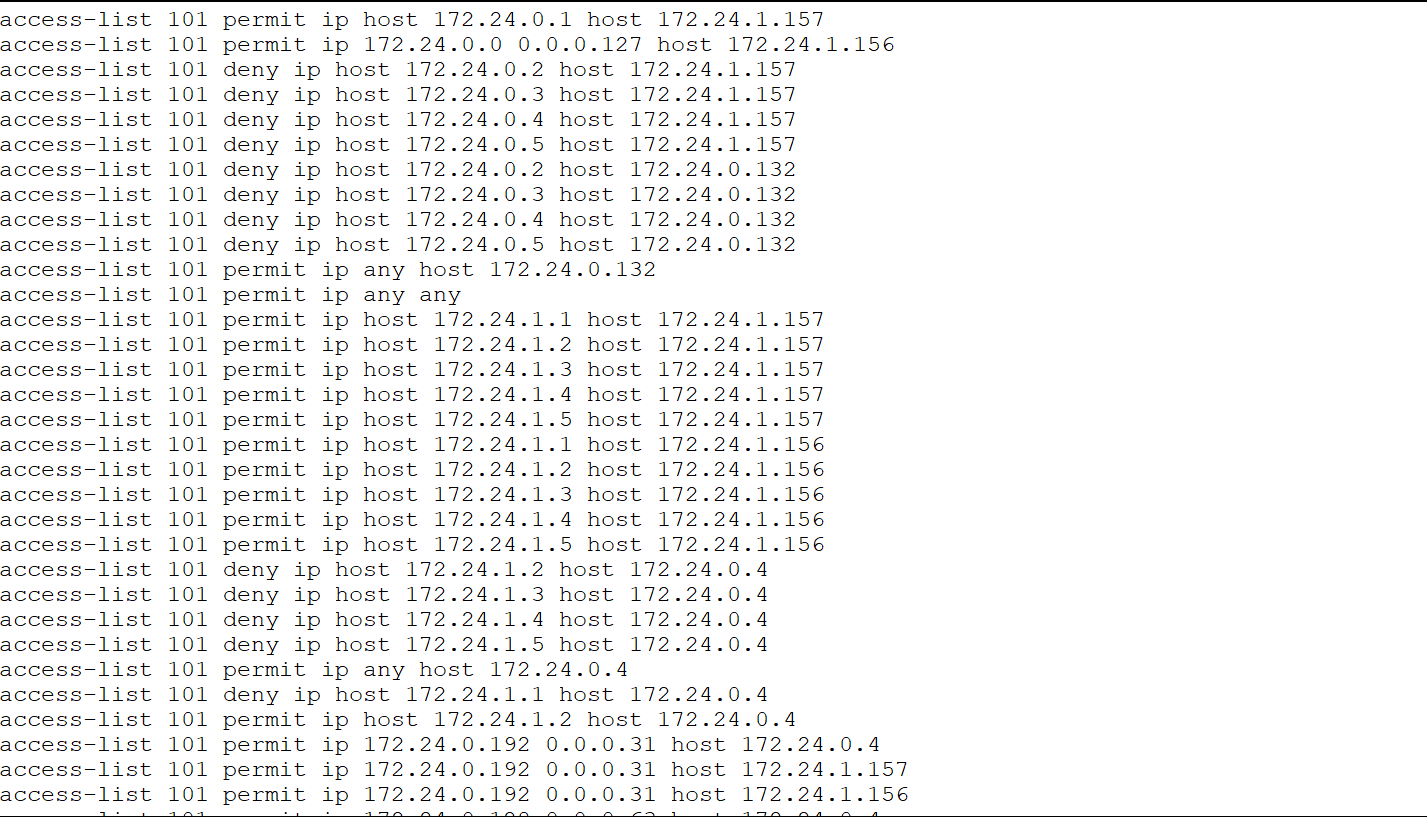 access-list 101 permit ip host 172.24.0.1 host 172.24.1.157
access-list 101 permit ip 172.24.0.0 0.0.0.127 host 172.24.1.156
access-list 101 deny ip host 172.24.0.2 host 172.24.1.157
access-list 101 deny ip host 172.24.0.3 host 172.24.1.157
access-list 101 deny ip host 172.24.0.4 host 172.24.1.157
access-list 101 deny ip host 172.24.0.5 host 172.24.1.157
access-list 101 deny ip host 172.24.0.2 host 172.24.0.132
access-list 101 deny ip host 172.24.0.3 host 172.24.0.132
access-list 101 deny ip host 172.24.0.4 host 172.24.0.132
access-list 101 deny ip host 172.24.0.5 host 172.24.0.132
access-list 101 permit ip any host 172.24.0.132
access-list 101 permit ip any any
access-list 101 permit ip host 172.24.1.1 host 172.24.1.157
access-list 101 permit ip host 172.24.1.2 host 172.24.1.157
access-list 101 permit ip host 172.24.1.3 host 172.24.1.157
access-list 101 permit ip host 172.24.1.4 host 172.24.1.157
access-list 101 permit ip host 172.24.1.5 host 172.24.1.157
access-list 101 permit ip host 172.24.1.1 host 172.24.1.156
access-list 101 permit ip host 172.24.1.2 host 172.24.1.156
access-list 101 permit ip host 172.24.1.3 host 172.24.1.156
access-list 101 permit ip host 172.24.1.4 host 172.24.1.156
access-list 101 permit ip host 172.24.1.5 host 172.24.1.156
access-list 101 deny ip host 172.24.1.2 host 172.24.0.4
access-list 101 deny ip host 172.24.1.3 host 172.24.0.4
access-list 101 deny ip host 172.24.1.4 host 172.24.0.4
access-list 101 deny ip host 172.24.1.5 host 172.24.0.4
access-list 101 permit ip any host 172.24.0.4
access-list 101 deny ip host 172.24.1.1 host 172.24.0.4
access-list 101 permit ip host 172.24.1.2 host 172.24.0.4
access-list 101 permit ip 172.24.0.192 0.0.0.31 host 172.24.0.4
access-list 101 permit ip 172.24.0.192 0.0.0.31 host 172.24.1.157
access-list 101 permit ip 172.24.0.192 0.0.0.31 host 172.24.1.156